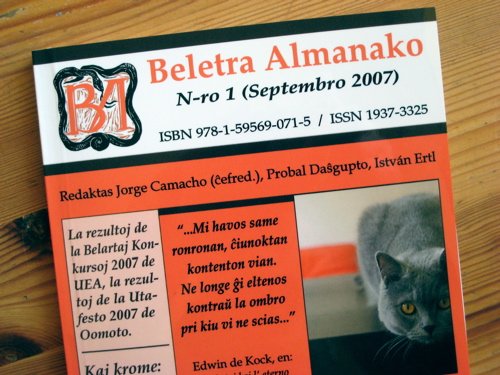 BA
Beletra Almanako
N-ro 1 (Septembro 2007)
ISBN 978-1-59569-071-5 / ISSN 1937-3325
Redaktas Jorge Camacho (ĉefred.), Probal Daŝgupto, István Ertl
La rezultoj de
la Belartaj Kon-
kursoj 2007 de
UEA, la rezul-
toj de la Uta-
festo 2007 de
Oomoto.
Kaj krome:
"...Mi havos same
ronronan, ĉiunoktan
kontenton vian.
Ne longe ĝi eltenos
kontraŭ la ombro
pri kiu vi ne scias..."
Edwin de Kock, en:
l' eterno